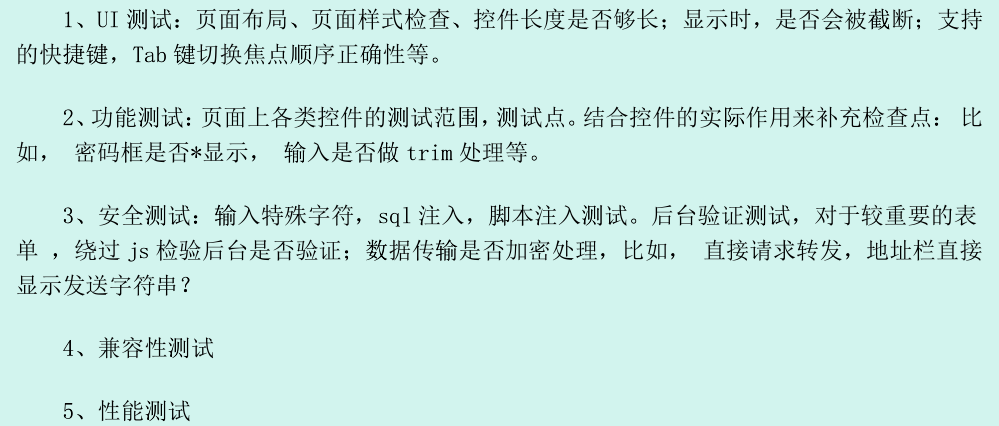 1、UI 测试：页面布局、页面样式检查、控件长度是否够长；显示时，是否会被截断；支持
的快捷键，Tab 键切换焦点顺序正确性等。
2、功能测试：页面上各类控件的测试范围，测试点。结合控件的实际作用来补充检查点： 比
如， 密码框是否*显示， 输入是否做 trim 处理等。
3、安全测试：输入特殊字符，sql 注入，脚本注入测试。后台验证测试，对于较重要的表
单 ，绕过 js 检验后台是否验证；数据传输是否加密处理，比如， 直接请求转发，地址栏直接
显示发送字符串？
4、兼容性测试
5、性能测试